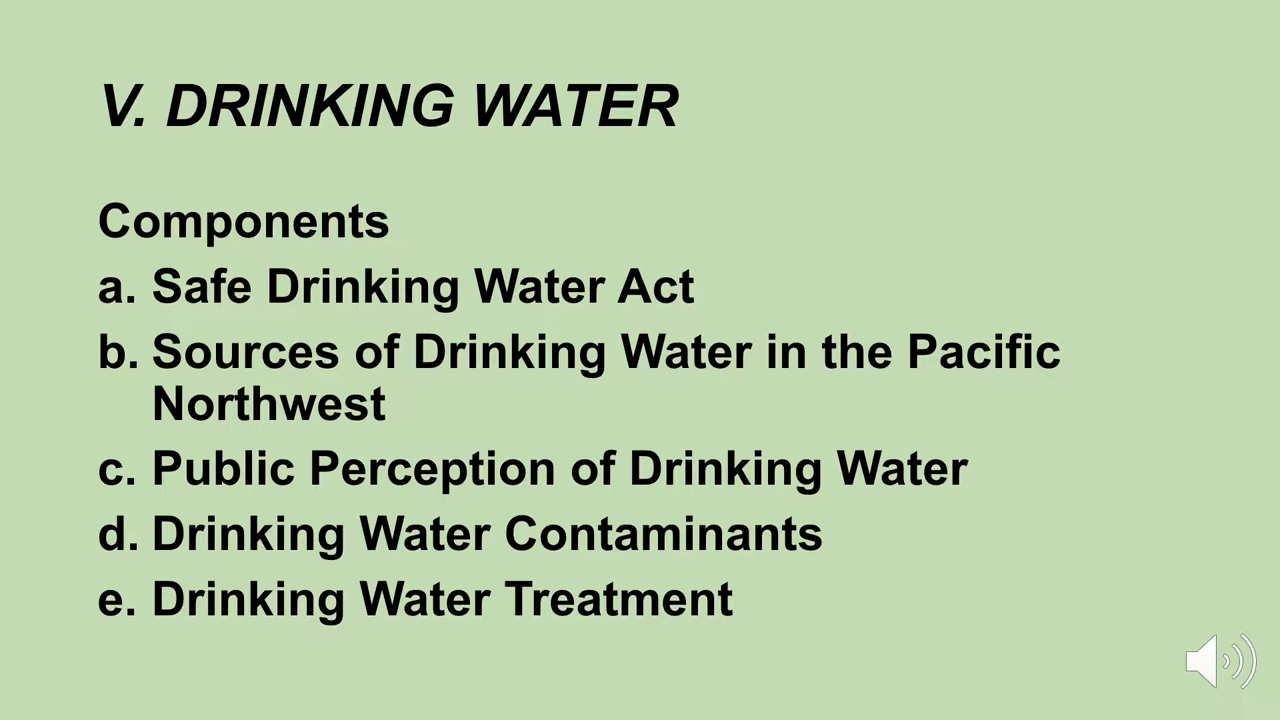 V. DRINKING WATER
Components
a. Safe Drinking Water Act
b. Sources of Drinking Water in the Pacific
Northwest
c. Public Perception of Drinking Water
d. Drinking Water Contaminants
e. Drinking Water Treatment